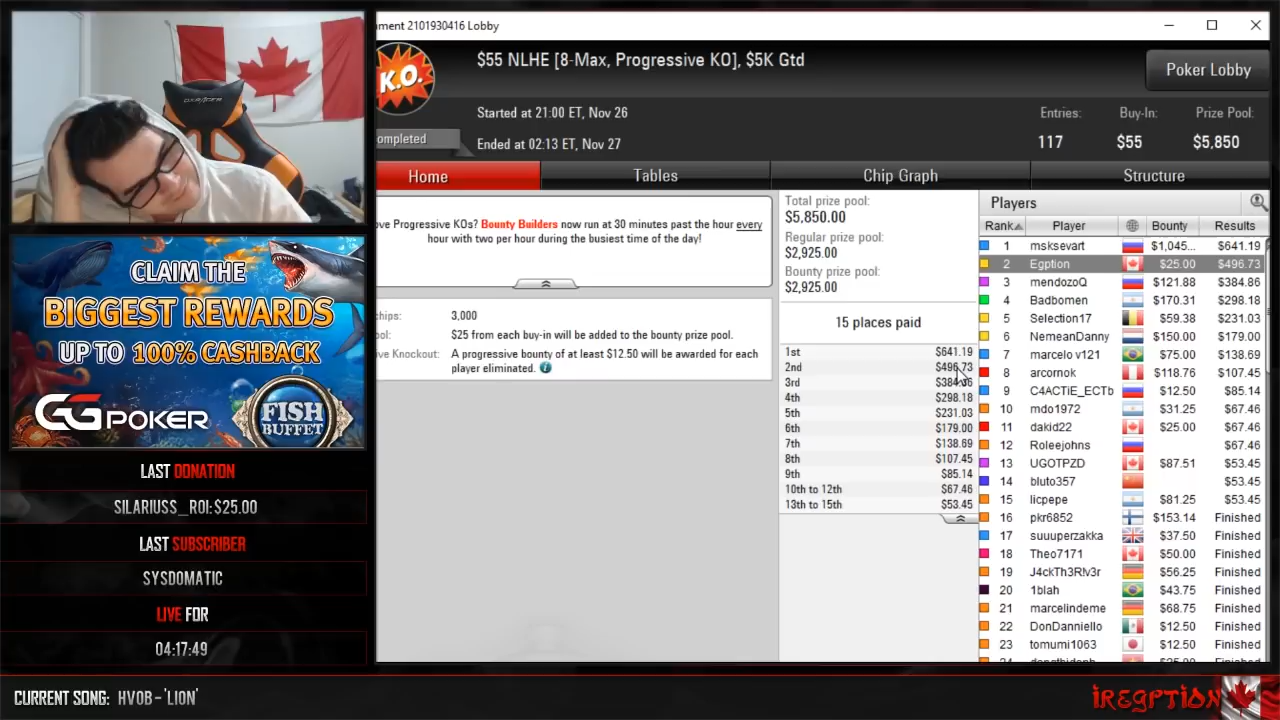 ment 2101930416 Lobby
K.O.
$55 NLHE [8-Max, Progressive KO], $5K Gtd
Poker Lobby
Started at 21:00 ET, Nov 26
Entries: Buy-In: Prize Pool:
ompleted
Ended at 02:13 ET, Nov 27
117 $55 $5,850
Home Tables Chip Graph Structure
ove Progressive KOs? Bounty Builders now run at 30 minutes past the hour every
hour with two per hour during the busiest time of the day!
hips: 3,000
ol: $25 from each buy-in will be added to the bounty prize pool.
ive Knockout: A progressive bounty of at least $12.50 will be awarded for each
player eliminated.
Total prize pool:
$5,850.00
Regular prize pool:
$2,925.00
Bounty prize pool:
$2,925.00
15 places paid
1st $641.19
2nd $496.73
3rd $384.86
4th $298.18
5th $231.03
6th $179.00
7th $138.69
8th $107.45
9th $85.14
10th to 12th $67.46
13th to 15th $53.45
Players
Rank Player Bounty Results
1 msksevart $1,045... $641.19
2 Egption $25.00 $496.73
3 mendozoQ $121.88 $384.86
4 Badbomen $170.31 $298.18
5 Selection17 $59.38 $231.03
6 NemeanDanny $150.00 $179.00
7 marcelo v121 $75.00 $138.69
8 arcornok $118.76 $107.45
9 C4ACTiE_ECTb $12.50 $85.14
10 mdo1972 $31.25 $67.46
11 dakid22 $25.00 $67.46
12 Roleejohns $67.46
13 UGOTPZD $87.51 $53.45
14 bluto357 $53.45
15 licpepe $81.25 $53.45
16 pkr6852 $153.14 Finished
17 suuuperzakka $37.50 Finished
18 Theo7171 $50.00 Finished
19 J4ckTh3R!v3r $56.25 Finished
20 1blah $43.75 Finished
21 marcelindeme $68.75 Finished
22 DonDanniello $12.50 Finished
23 tomumi1063 $12.50 Finished
CLAIM THE
BIGGEST REWARDS
UP TO 100% CASHBACK
GGPOKER
FISH
BUFFET
LAST DONATION
SILARIUSS_ROI:$25.00
LAST SUBSCRIBER
SYSDOMATIC
LIVE FOR
04:17:49
CURRENT SONG: HVOB - 'LION'
IREGPTION